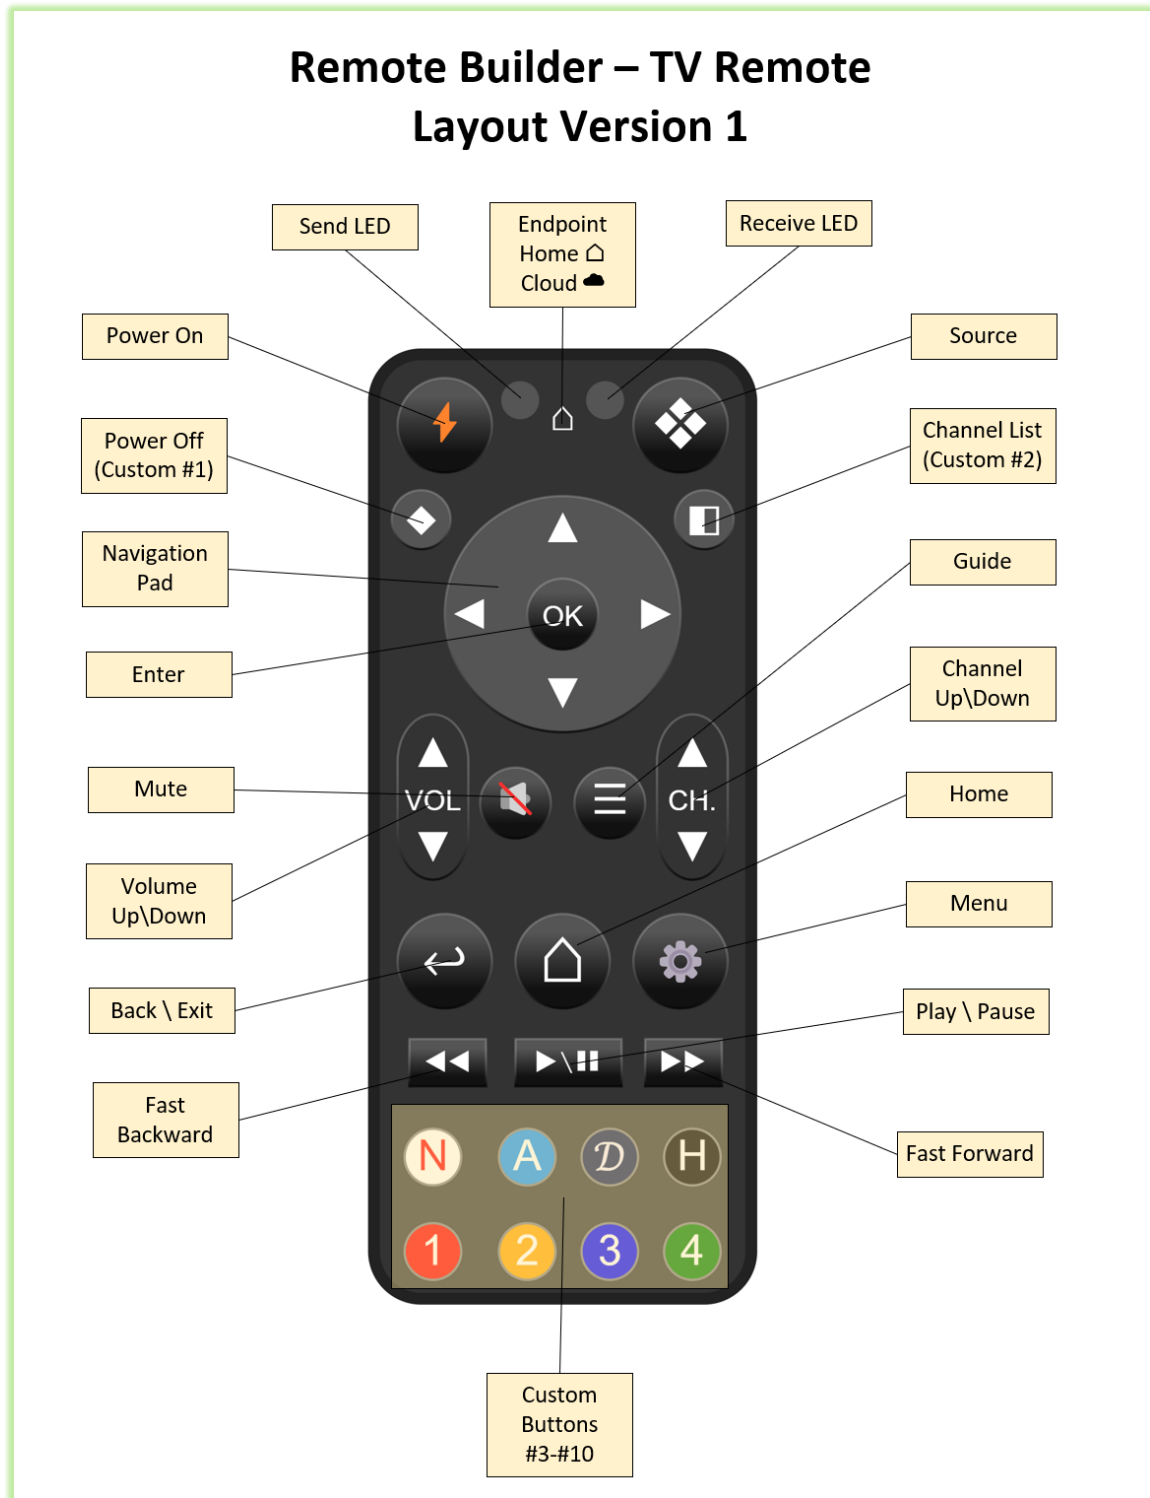 Remote Builder – TV Remote
Layout Version 1
Send LED
Endpoint
Home
Cloud
Receive LED
Power On
Source
Power Off
(Custom #1)
Channel List
(Custom #2)
Navigation
Pad
Guide
OK
Enter
Channel
Up\Down
Mute
VOL
CH.
Home
Volume
Up\Down
Menu
Back \ Exit
Play \ Pause
\
Fast
Backward
Fast Forward
N A D H
1 2 3 4
Custom
Buttons
#3-#10